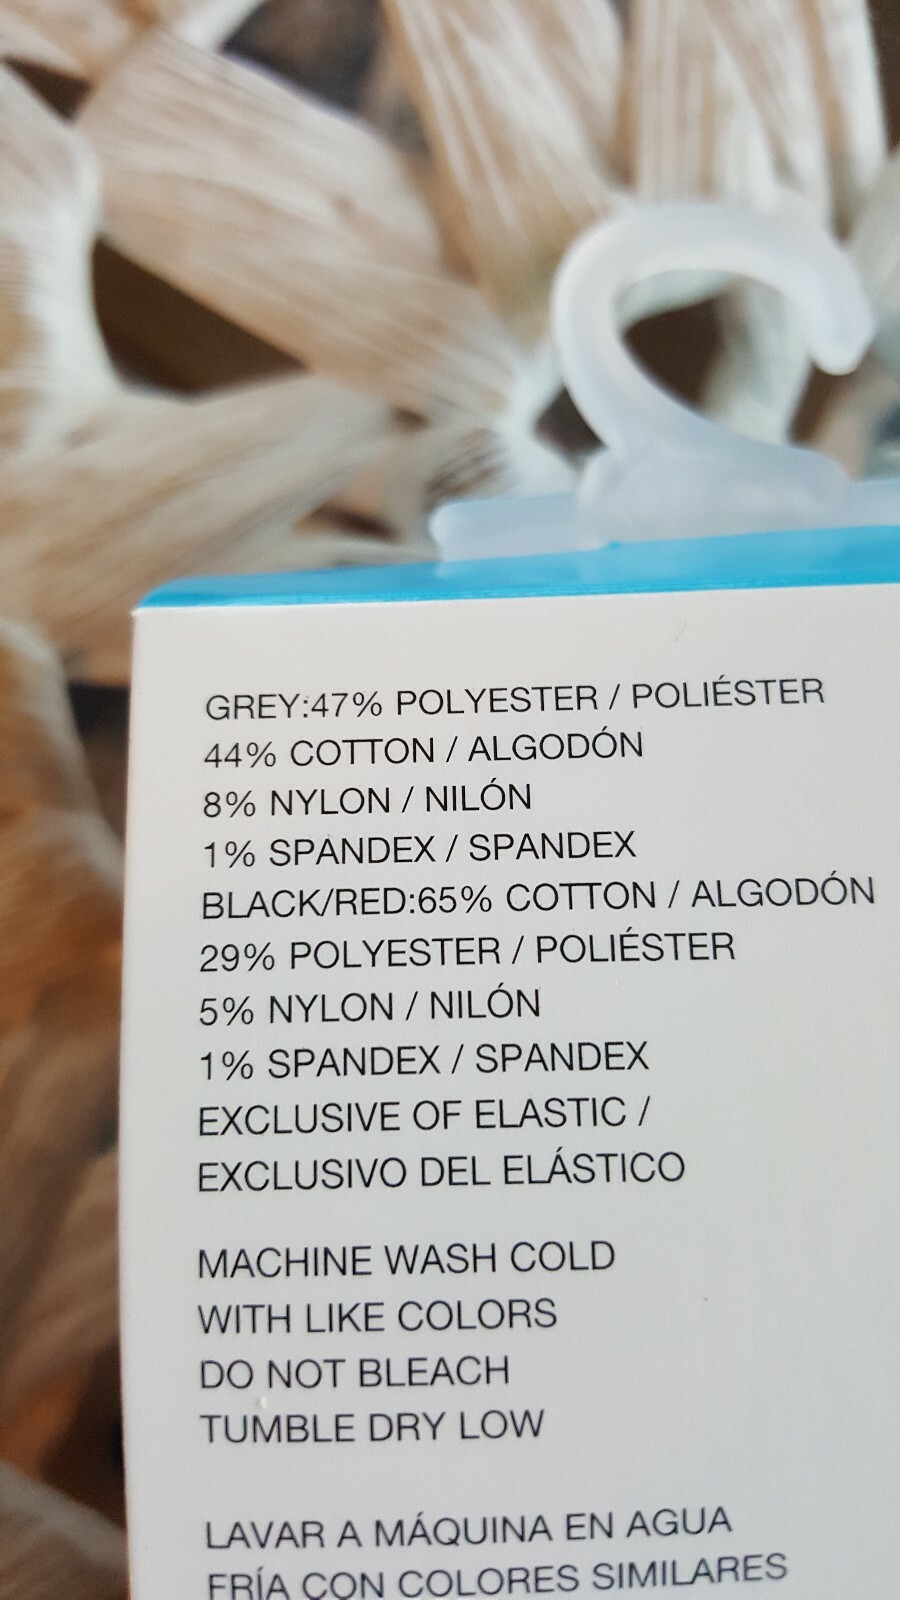 GREY:47% POLYESTER / POLIÉSTER
44% COTTON / ALGODÓN
8% NYLON / NILÓN
1% SPANDEX / SPANDEX
BLACK/RED:65% COTTON / ALGODÓN
29% POLYESTER / POLIÉSTER
5% NYLON / NILÓN
1% SPANDEX / SPANDEX
EXCLUSIVE OF ELASTIC /
EXCLUSIVO DEL ELÁSTICO
MACHINE WASH COLD
WITH LIKE COLORS
DO NOT BLEACH
TUMBLE DRY LOW
LAVAR A MÁQUINA EN AGUA
FRÍA CON COLORES SIMILARES